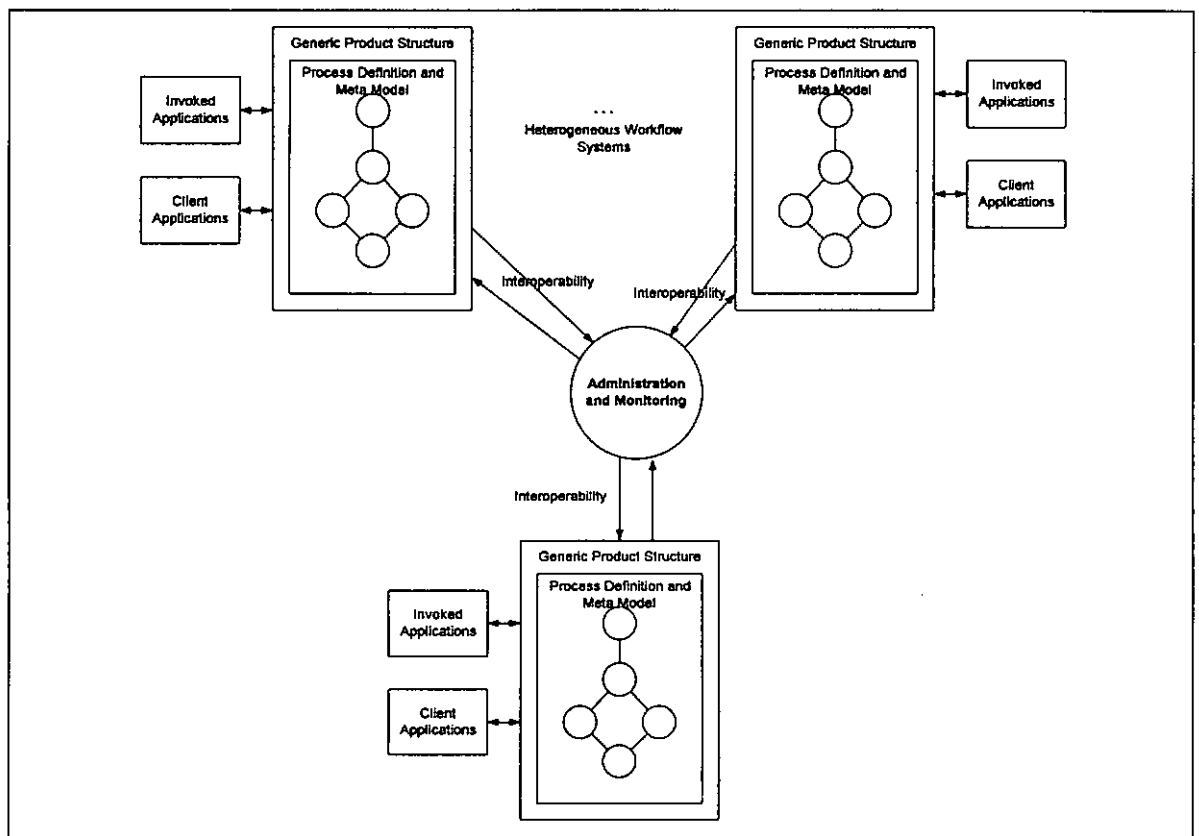 Generic Product Structure
Process Definition and
Meta Model
Invoked
Applications
Client
Applications
...
Heterogeneous Workflow
Systems
Generic Product Structure
Process Definition and
Meta Model
Invoked
Applications
Client
Applications
Interoperability
Interoperability
Administration
and Monitoring
Interoperability
Generic Product Structure
Process Definition and
Meta Model
Invoked
Applications
Client
Applications